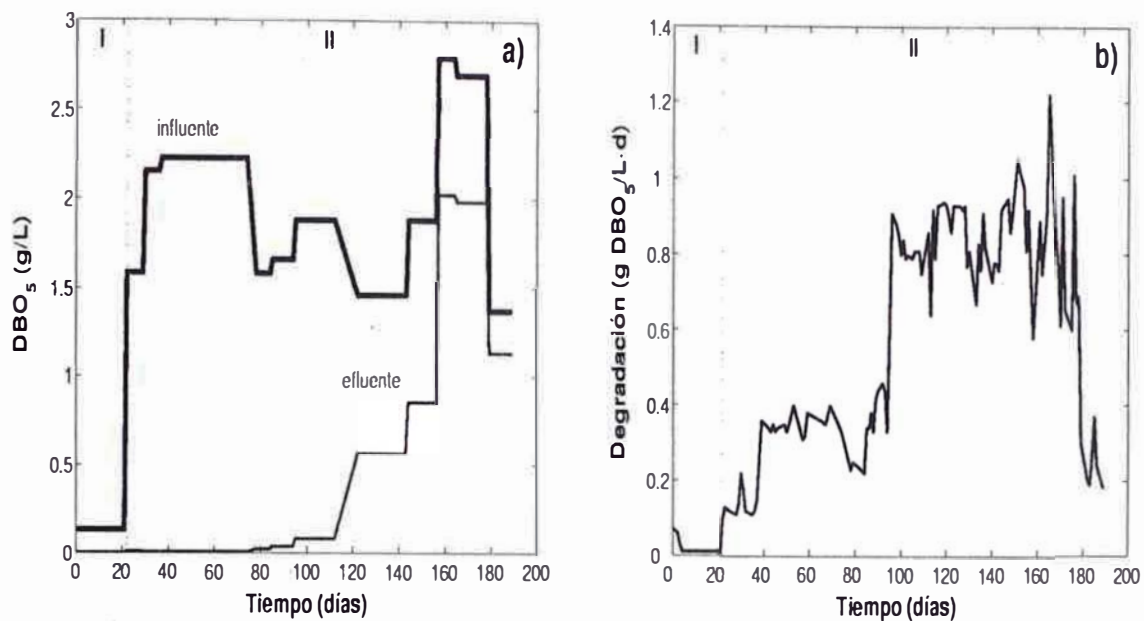 I
II
a)
influente
efluente
DBO₅ (g/L)
3
2.5
2
1.5
1
0.5
0
0 20 40 60 80 100 120 140 160 180 200
Tiempo (días)
I
II
b)
Degradación (g DBO₅/L·d)
1.4
1.2
1
0.8
0.6
0.4
0.2
0
0 20 40 60 80 100 120 140 160 180 200
Tiempo (días)